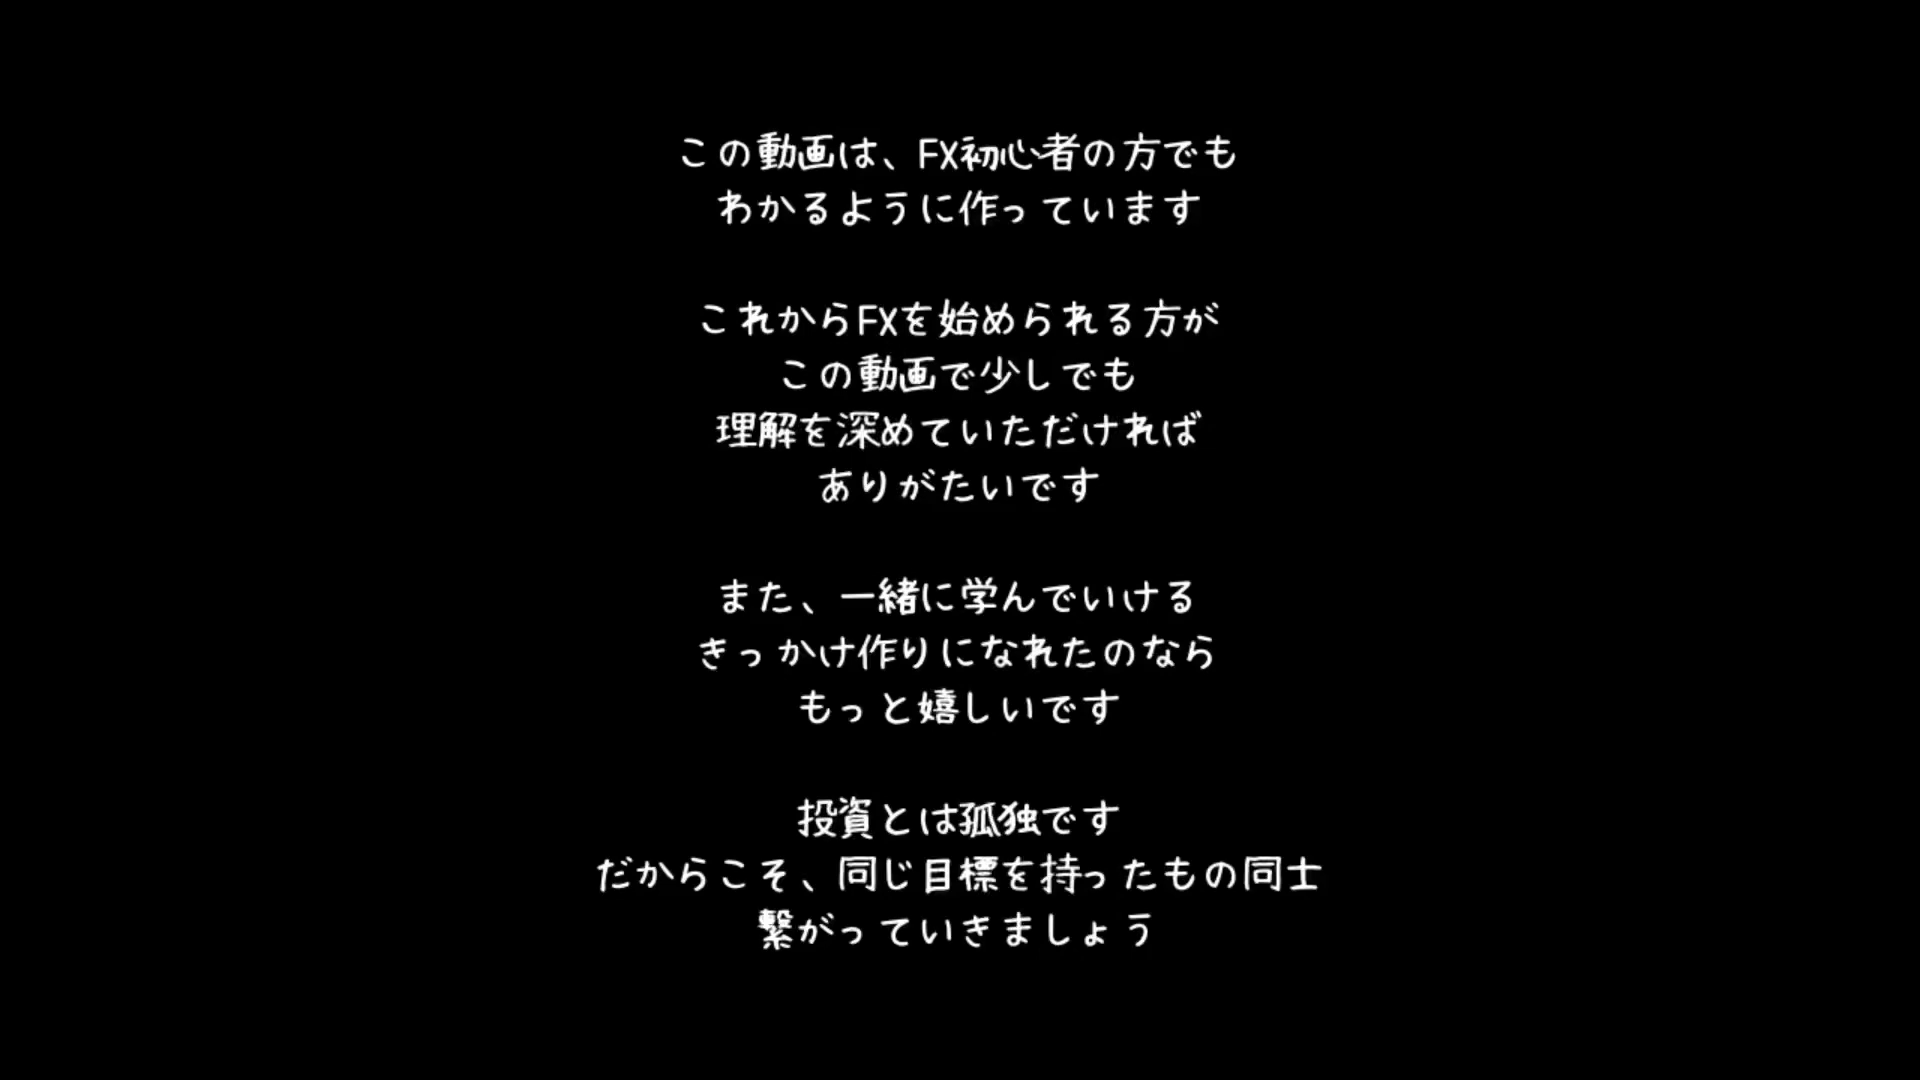 この動画は、FX初心者の方でも
わかるように作っています
これからFXを始められる方が
この動画で少しでも
理解を深めていただければ
ありがたいです
また、一緒に学んでいける
きっかけ作りになれたのなら
もっと嬉しいです
投資とは孤独です
だからこそ、同じ目標を持ったもの同士
繋がっていきましょう